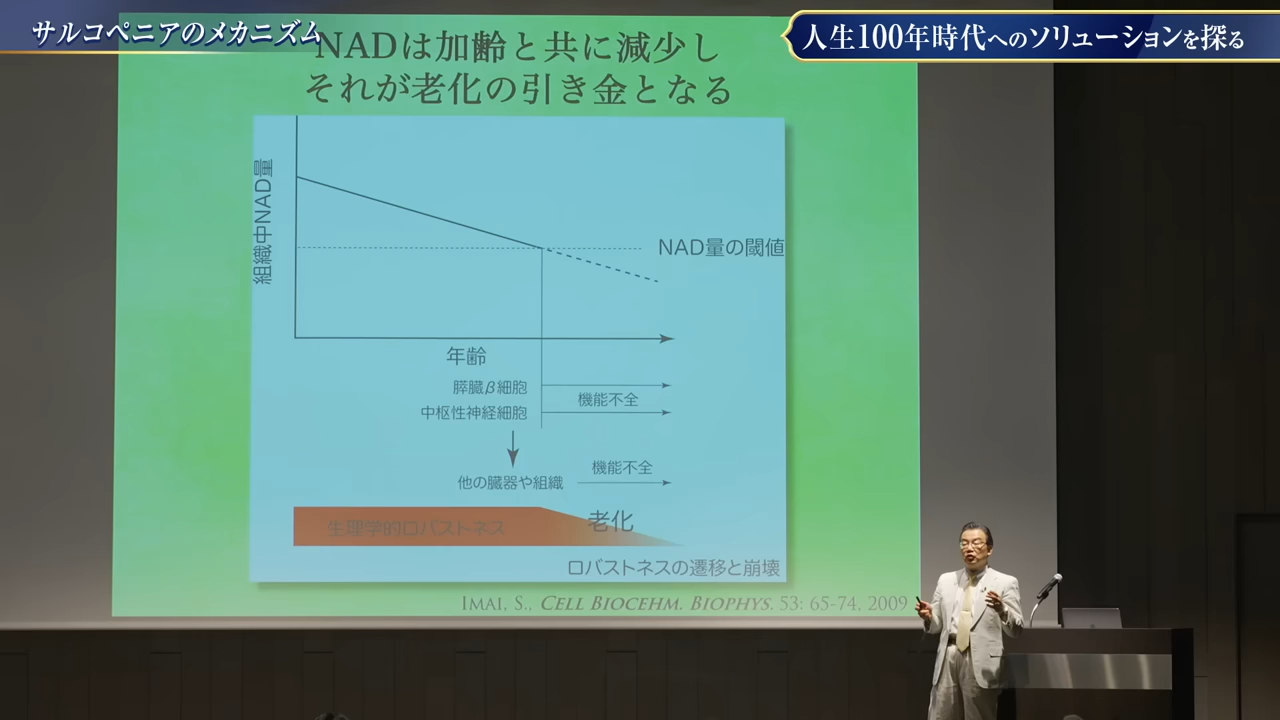 サルコペニアのメカニズム
人生100年時代へのソリューションを探る
NADは加齢と共に減少し
それが老化の引き金となる
組織中NAD量
NAD量の閾値
年齢
膵臓β細胞
機能不全
中枢性神経細胞
機能不全
他の臓器や組織
生理学的ロバストネス
老化
ロバストネスの遷移と崩壊
IMAI, S., CELL BIOCEHM. BIOPHYS. 53: 65-74, 2009